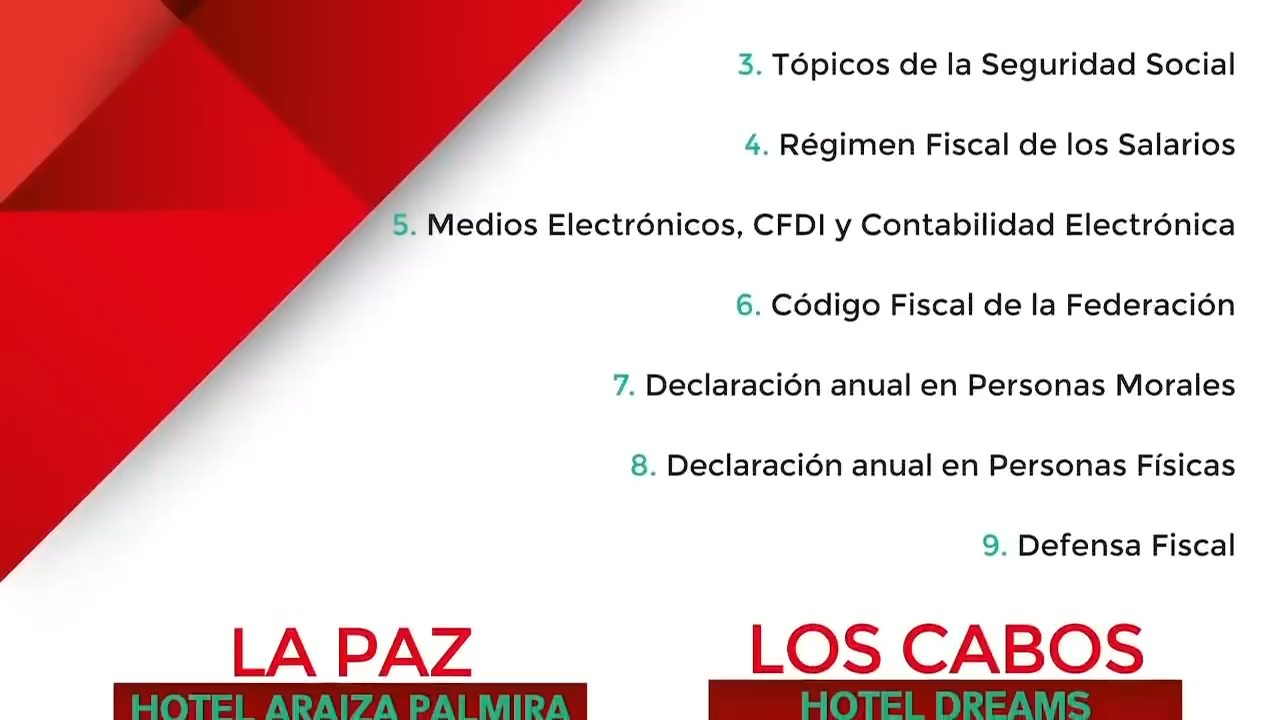 3. Tópicos de la Seguridad Social
4. Régimen Fiscal de los Salarios
5. Medios Electrónicos, CFDI y Contabilidad Electrónica
6. Código Fiscal de la Federación
7. Declaración anual en Personas Morales
8. Declaración anual en Personas Físicas
9. Defensa Fiscal
LA PAZ
HOTEL ARAIZA PALMIRA
LOS CABOS
HOTEL DREAMS